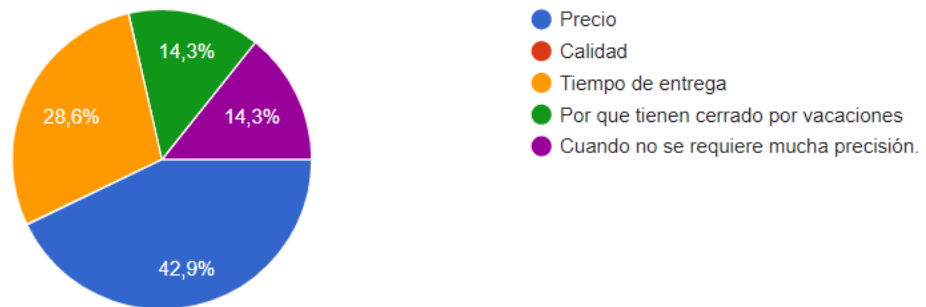 14,3%
28,6%
14,3%
42,9%
Precio
Calidad
Tiempo de entrega
Por que tienen cerrado por vacaciones
Cuando no se requiere mucha precisión.